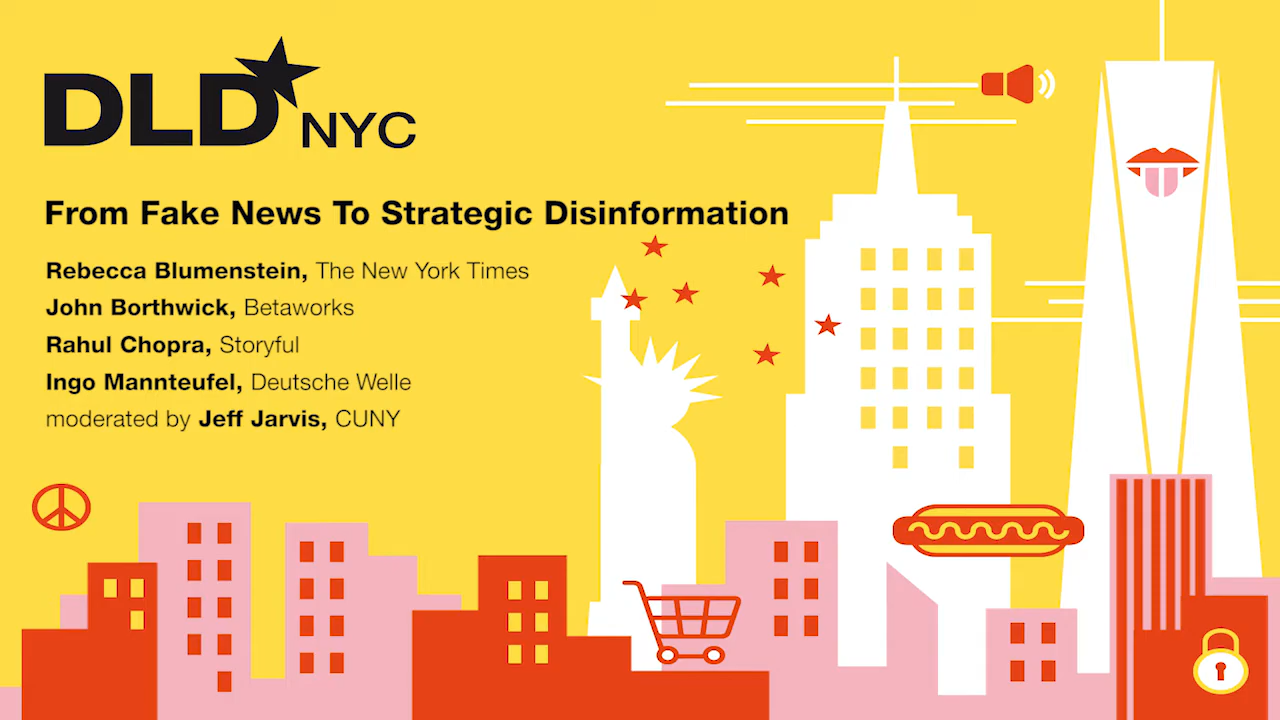 DLD NYC
From Fake News To Strategic Disinformation
Rebecca Blumenstein, The New York Times
John Borthwick, Betaworks
Rahul Chopra, Storyful
Ingo Mannteufel, Deutsche Welle
moderated by Jeff Jarvis, CUNY